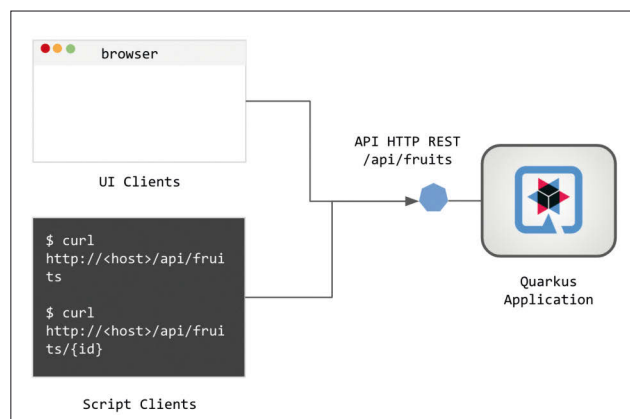 browser
UI Clients
$ curl
http://<host>/api/frui
ts
$ curl
http://<host>/api/frui
ts/{id}
Script Clients
API HTTP REST
/api/fruits
Quarkus
Application